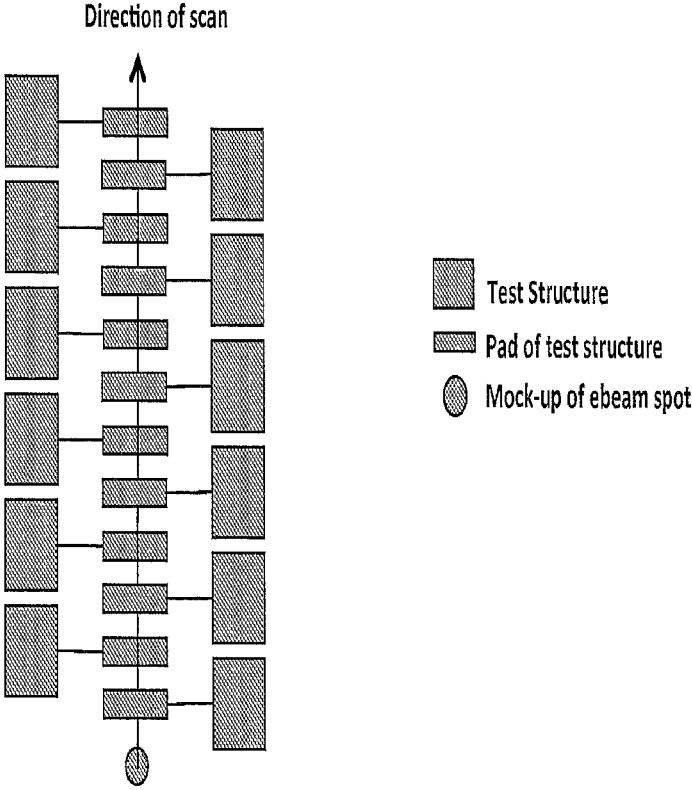 Direction of scan
Test Structure
Pad of test structure
Mock-up of ebeam spot